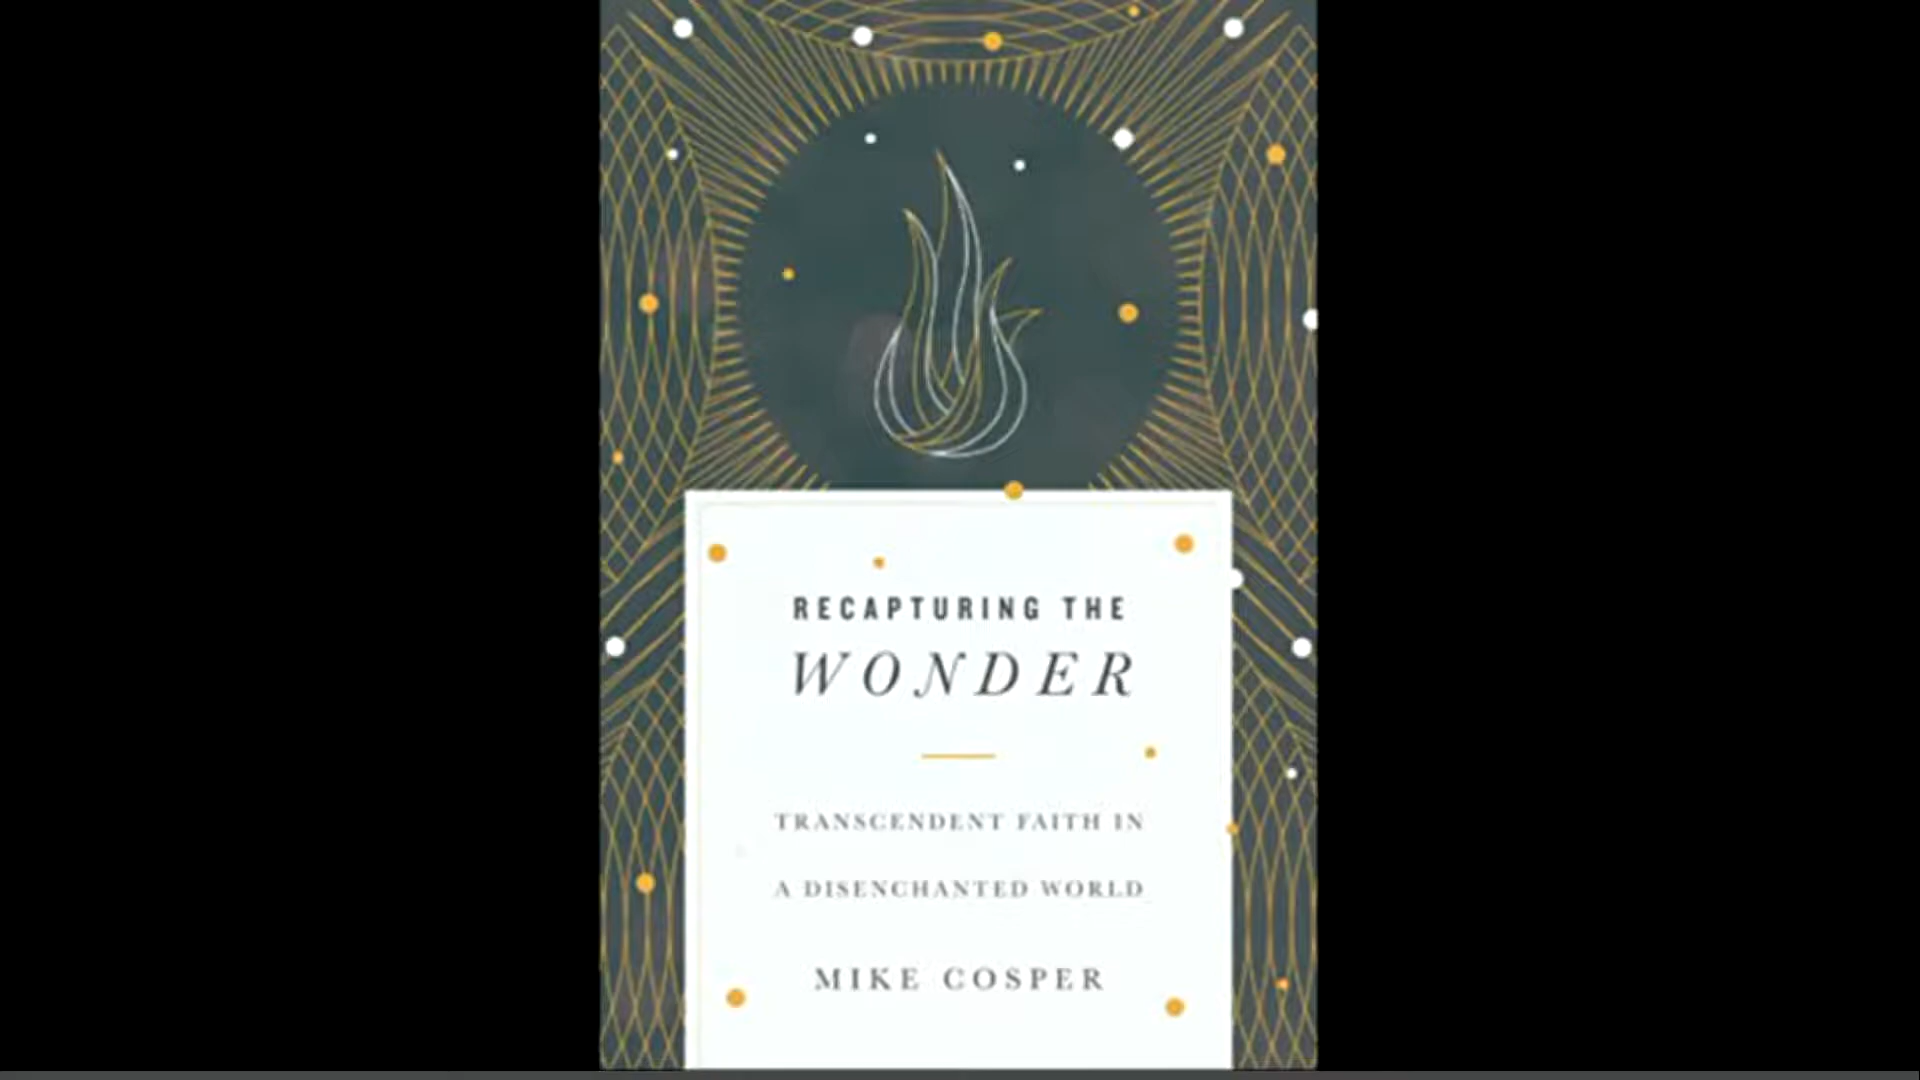 RECAPTURING THE
WONDER
TRANSCENDENT FAITH IN
A DISENCHANTED WORLD
MIKE COSPER